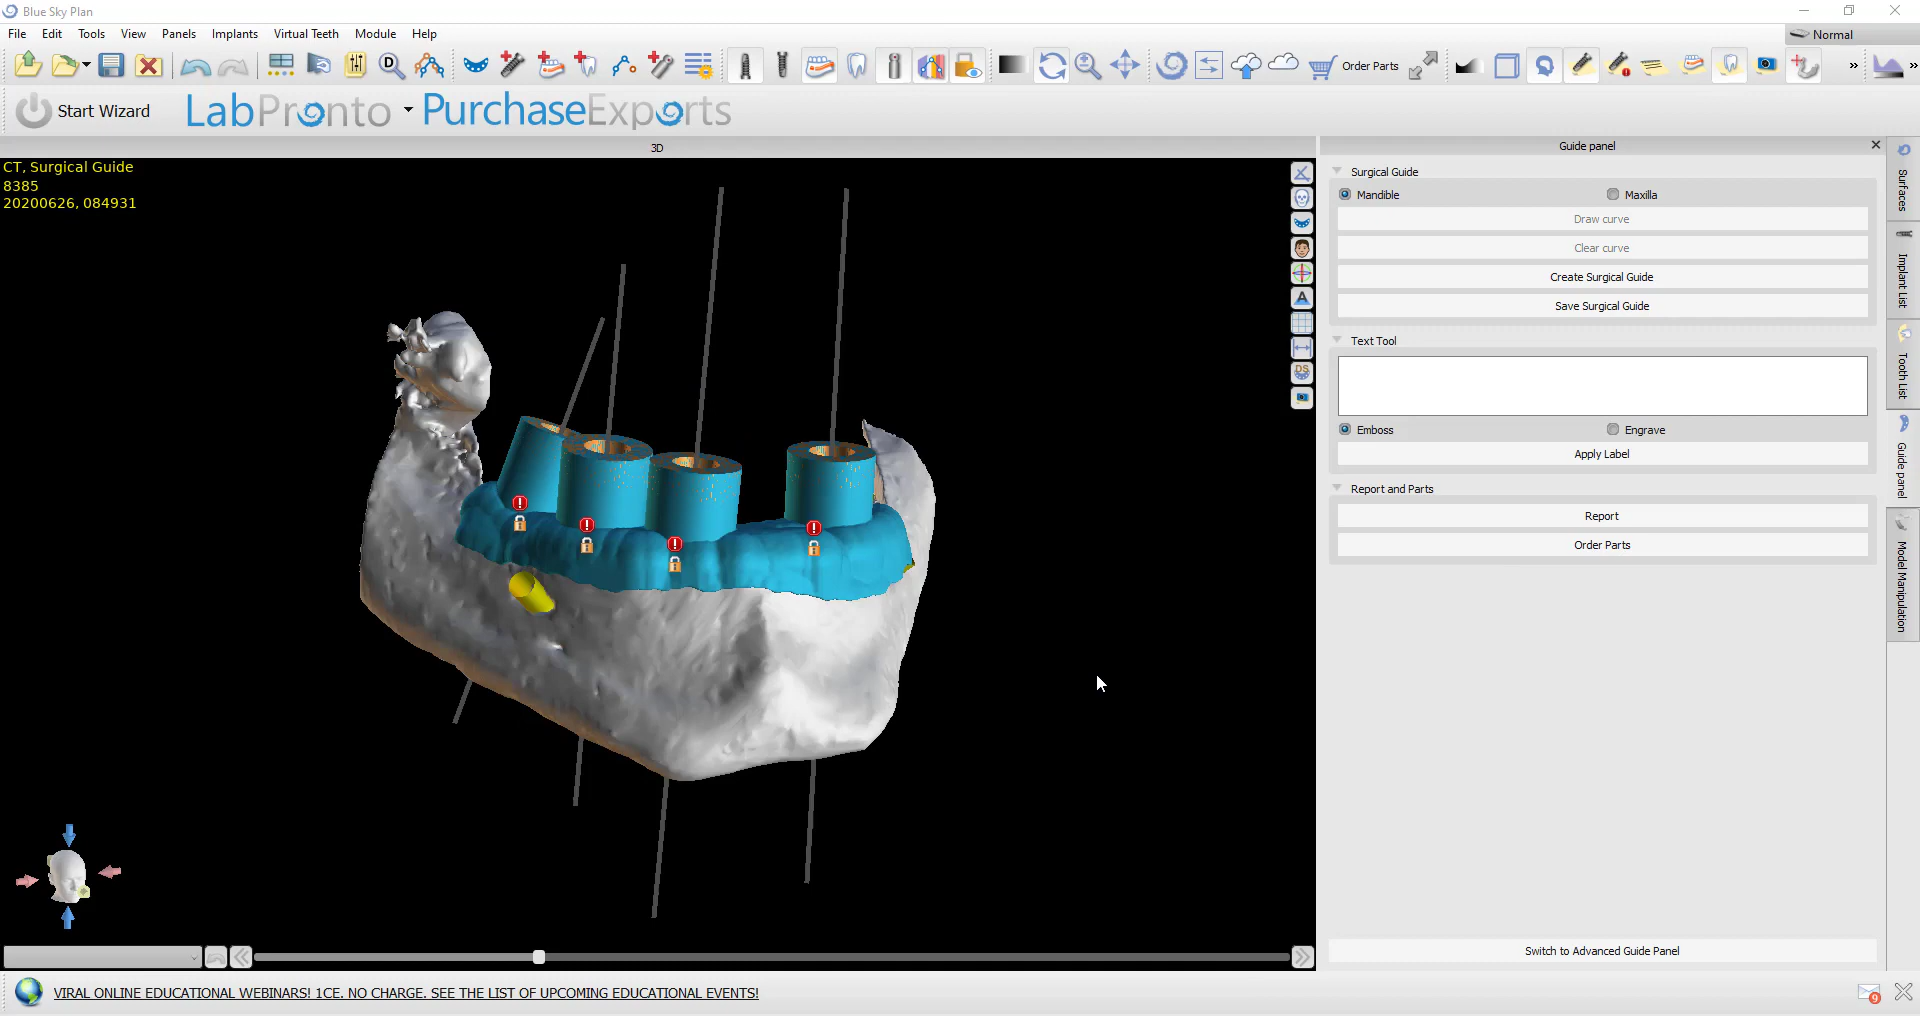 Blue Sky Plan
File Edit Tools View Panels Implants Virtual Teeth Module Help
Normal
D
Order Parts
»
»
Start Wizard
LabPronto
PurchaseExports
3D
Guide panel
CT, Surgical Guide
8385
20200626, 084931
Surgical Guide
Mandible Maxilla
Draw curve
Clear curve
Create Surgical Guide
Save Surgical Guide
Text Tool
Emboss Engrave
Apply Label
Report and Parts
Report
Order Parts
Switch to Advanced Guide Panel
A
DS
Surfaces
Implant List
Tooth List
Guide panel
Model Manipulation
VIRAL ONLINE EDUCATIONAL WEBINARS! 1CE. NO CHARGE. SEE THE LIST OF UPCOMING EDUCATIONAL EVENTS!
9